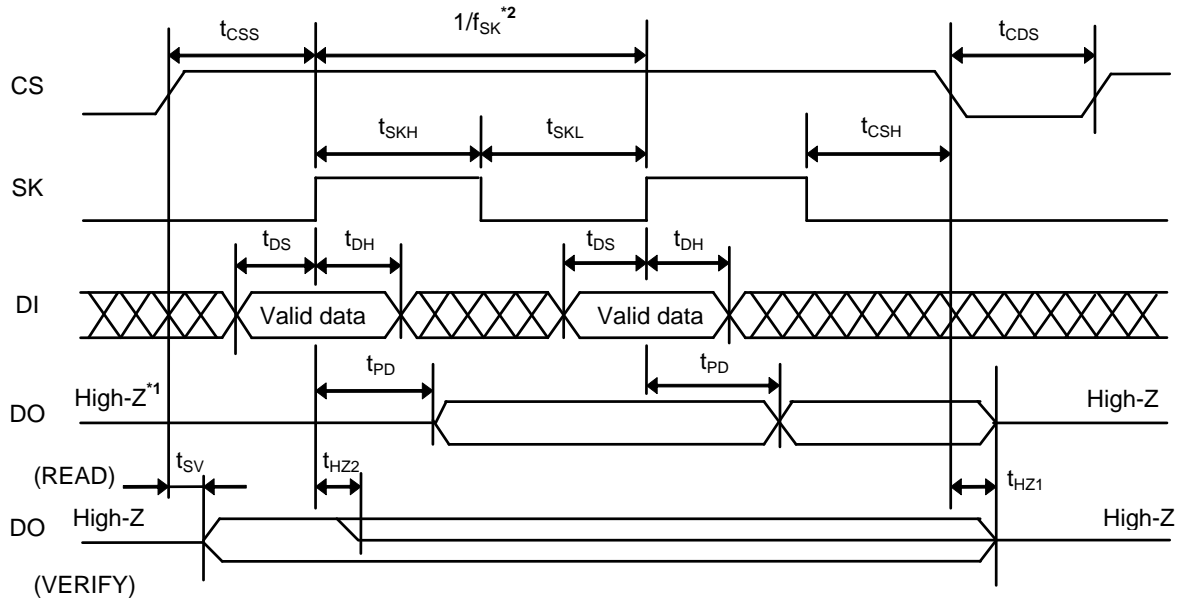 tCSS 1/fSK*2 tCDS
CS
tSKH tSKL tCSH
SK
tDS tDH tDS tDH
DI Valid data Valid data
tPD tPD
DO High-Z*1 High-Z
(READ) tSV tHZ2 tHZ1
DO High-Z High-Z
(VERIFY)